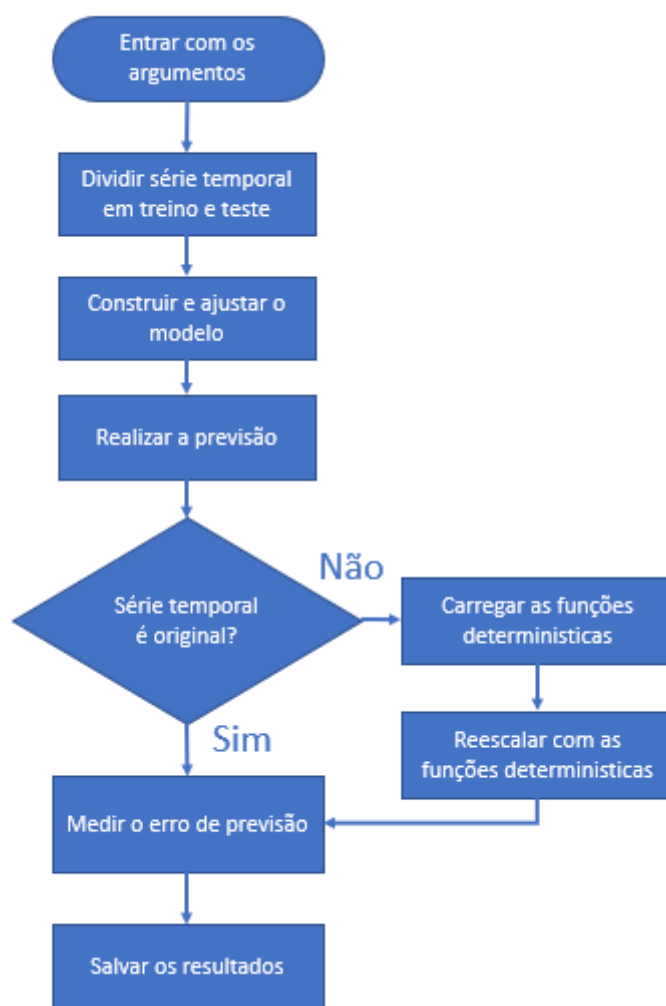 Entrar com os
argumentos
Dividir série temporal
em treino e teste
Construir e ajustar o
modelo
Realizar a previsão
Série temporal
é original?
Não
Carregar as funções
deterministicas
Reescalar com as
funções deterministicas
Sim
Medir o erro de previsão
Salvar os resultados